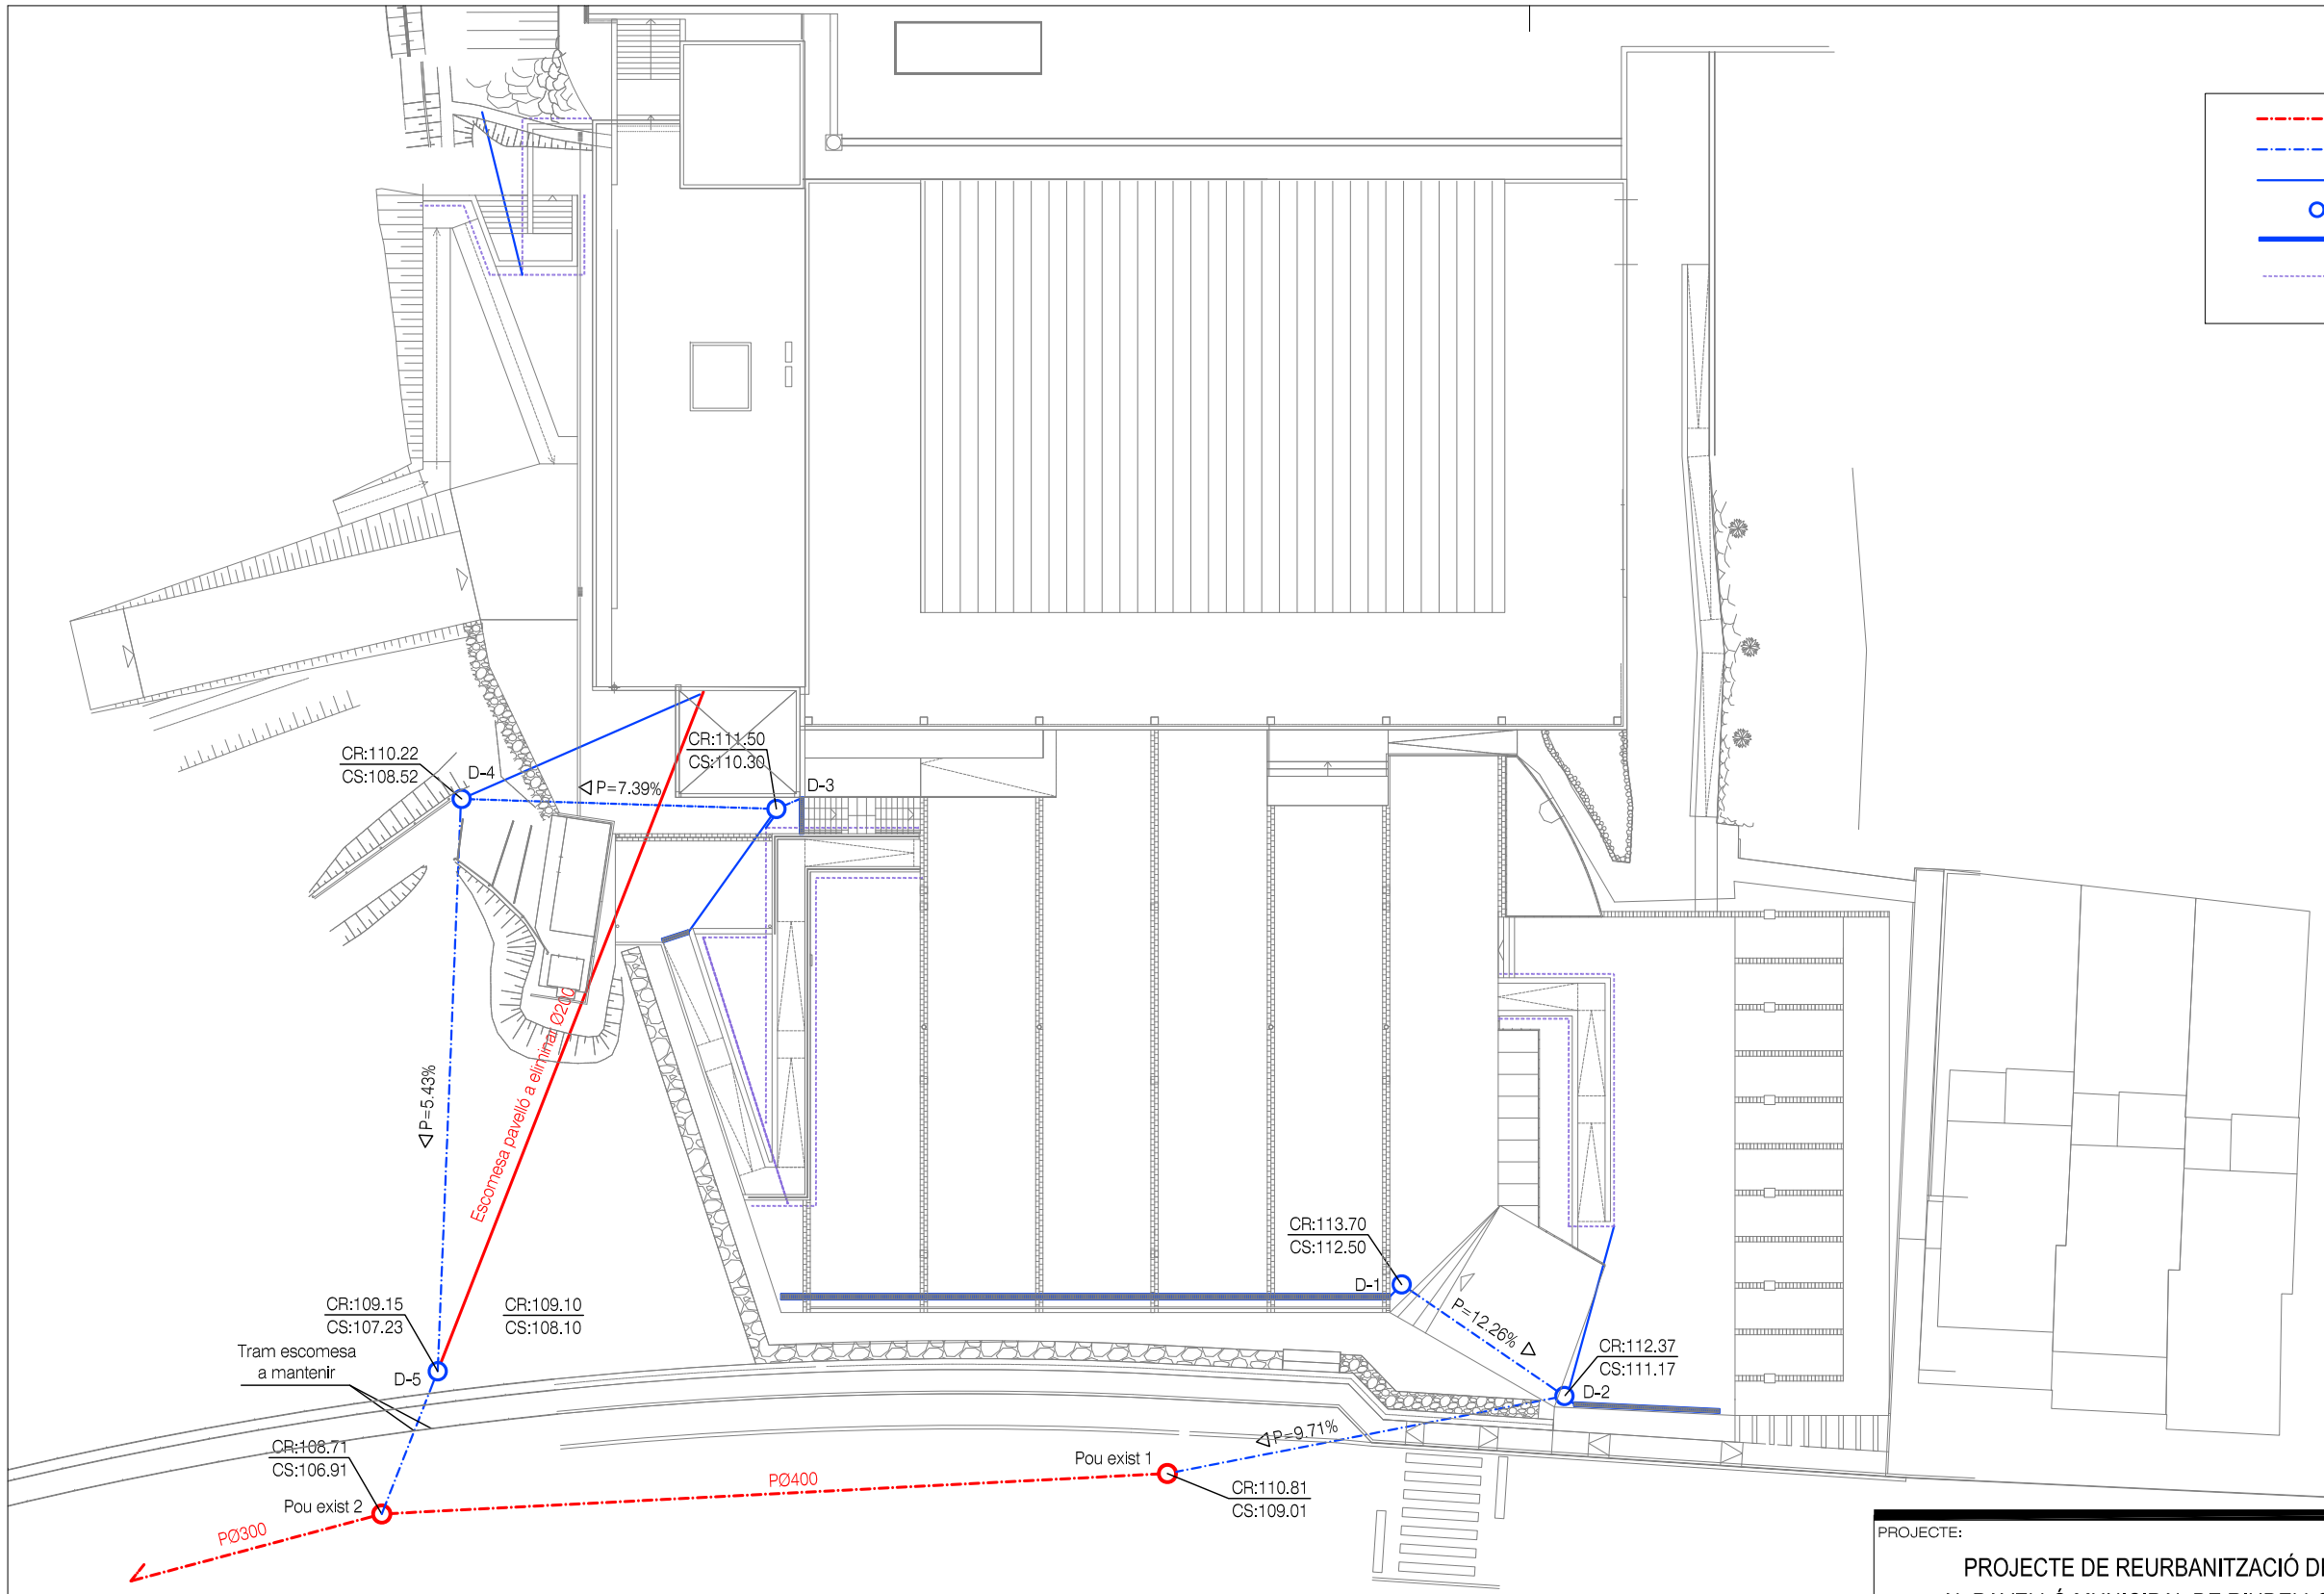 CR:111.50
CS:110.30
D-3
CR:110.22
CS:108.52
D-4
P=7.39%
P=5.43%
Escomesa pavelló a eliminar Ø200
CR:113.70
CS:112.50
D-1
P=12.26%
CR:109.15
CS:107.23
CR:109.10
CS:108.10
Tram escomesa
a mantenir
D-5
CR:112.37
CS:111.17
D-2
P=9.71%
CR:108.71
CS:106.91
Pou exist 2
PØ400
Pou exist 1
CR:110.81
CS:109.01
PØ300
PROJECTE:
PROJECTE DE REURBANITZACIÓ